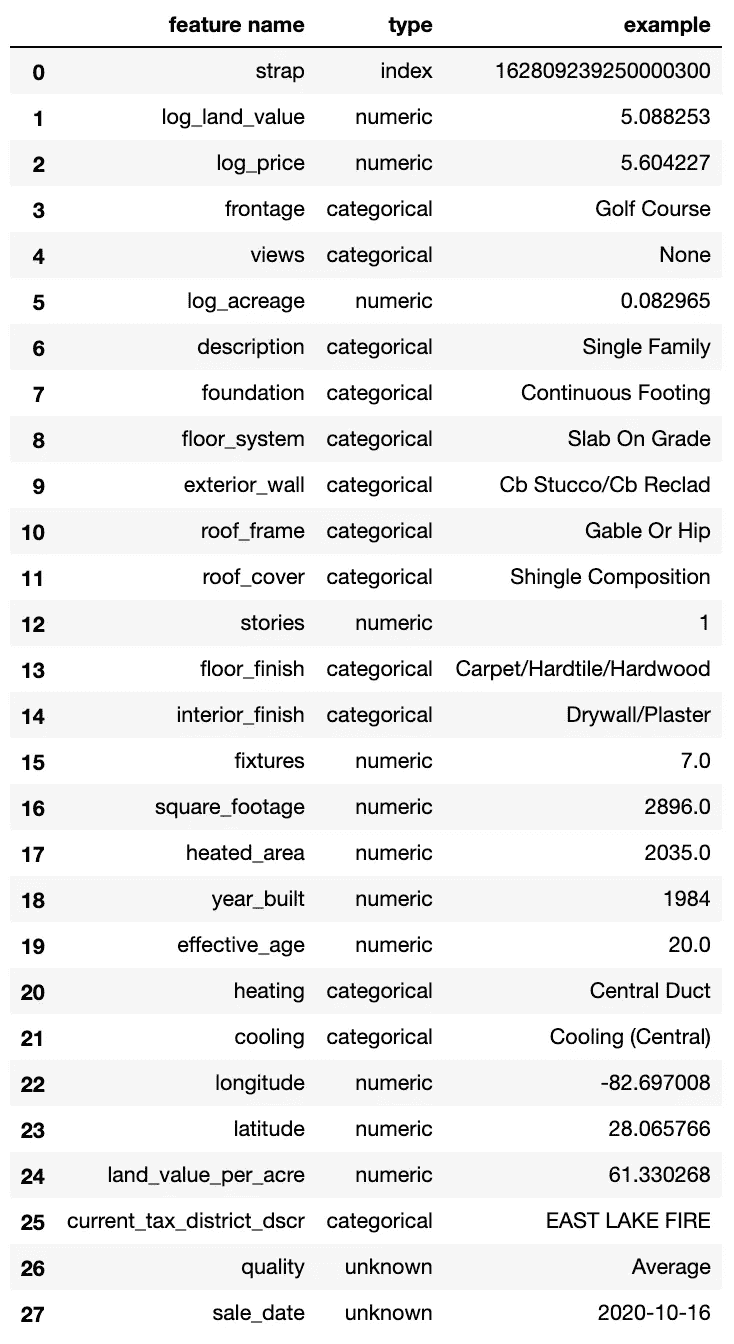 feature name type example
0 strap index 162809239250000300
1 log_land_value numeric 5.088253
2 log_price numeric 5.604227
3 frontage categorical Golf Course
4 views categorical None
5 log_acreage numeric 0.082965
6 description categorical Single Family
7 foundation categorical Continuous Footing
8 floor_system categorical Slab On Grade
9 exterior_wall categorical Cb Stucco/Cb Reclad
10 roof_frame categorical Gable Or Hip
11 roof_cover categorical Shingle Composition
12 stories numeric 1
13 floor_finish categorical Carpet/Hardtile/Hardwood
14 interior_finish categorical Drywall/Plaster
15 fixtures numeric 7.0
16 square_footage numeric 2896.0
17 heated_area numeric 2035.0
18 year_built numeric 1984
19 effective_age numeric 20.0
20 heating categorical Central Duct
21 cooling categorical Cooling (Central)
22 longitude numeric -82.697008
23 latitude numeric 28.065766
24 land_value_per_acre numeric 61.330268
25 current_tax_district_dscr categorical EAST LAKE FIRE
26 quality unknown Average
27 sale_date unknown 2020-10-16